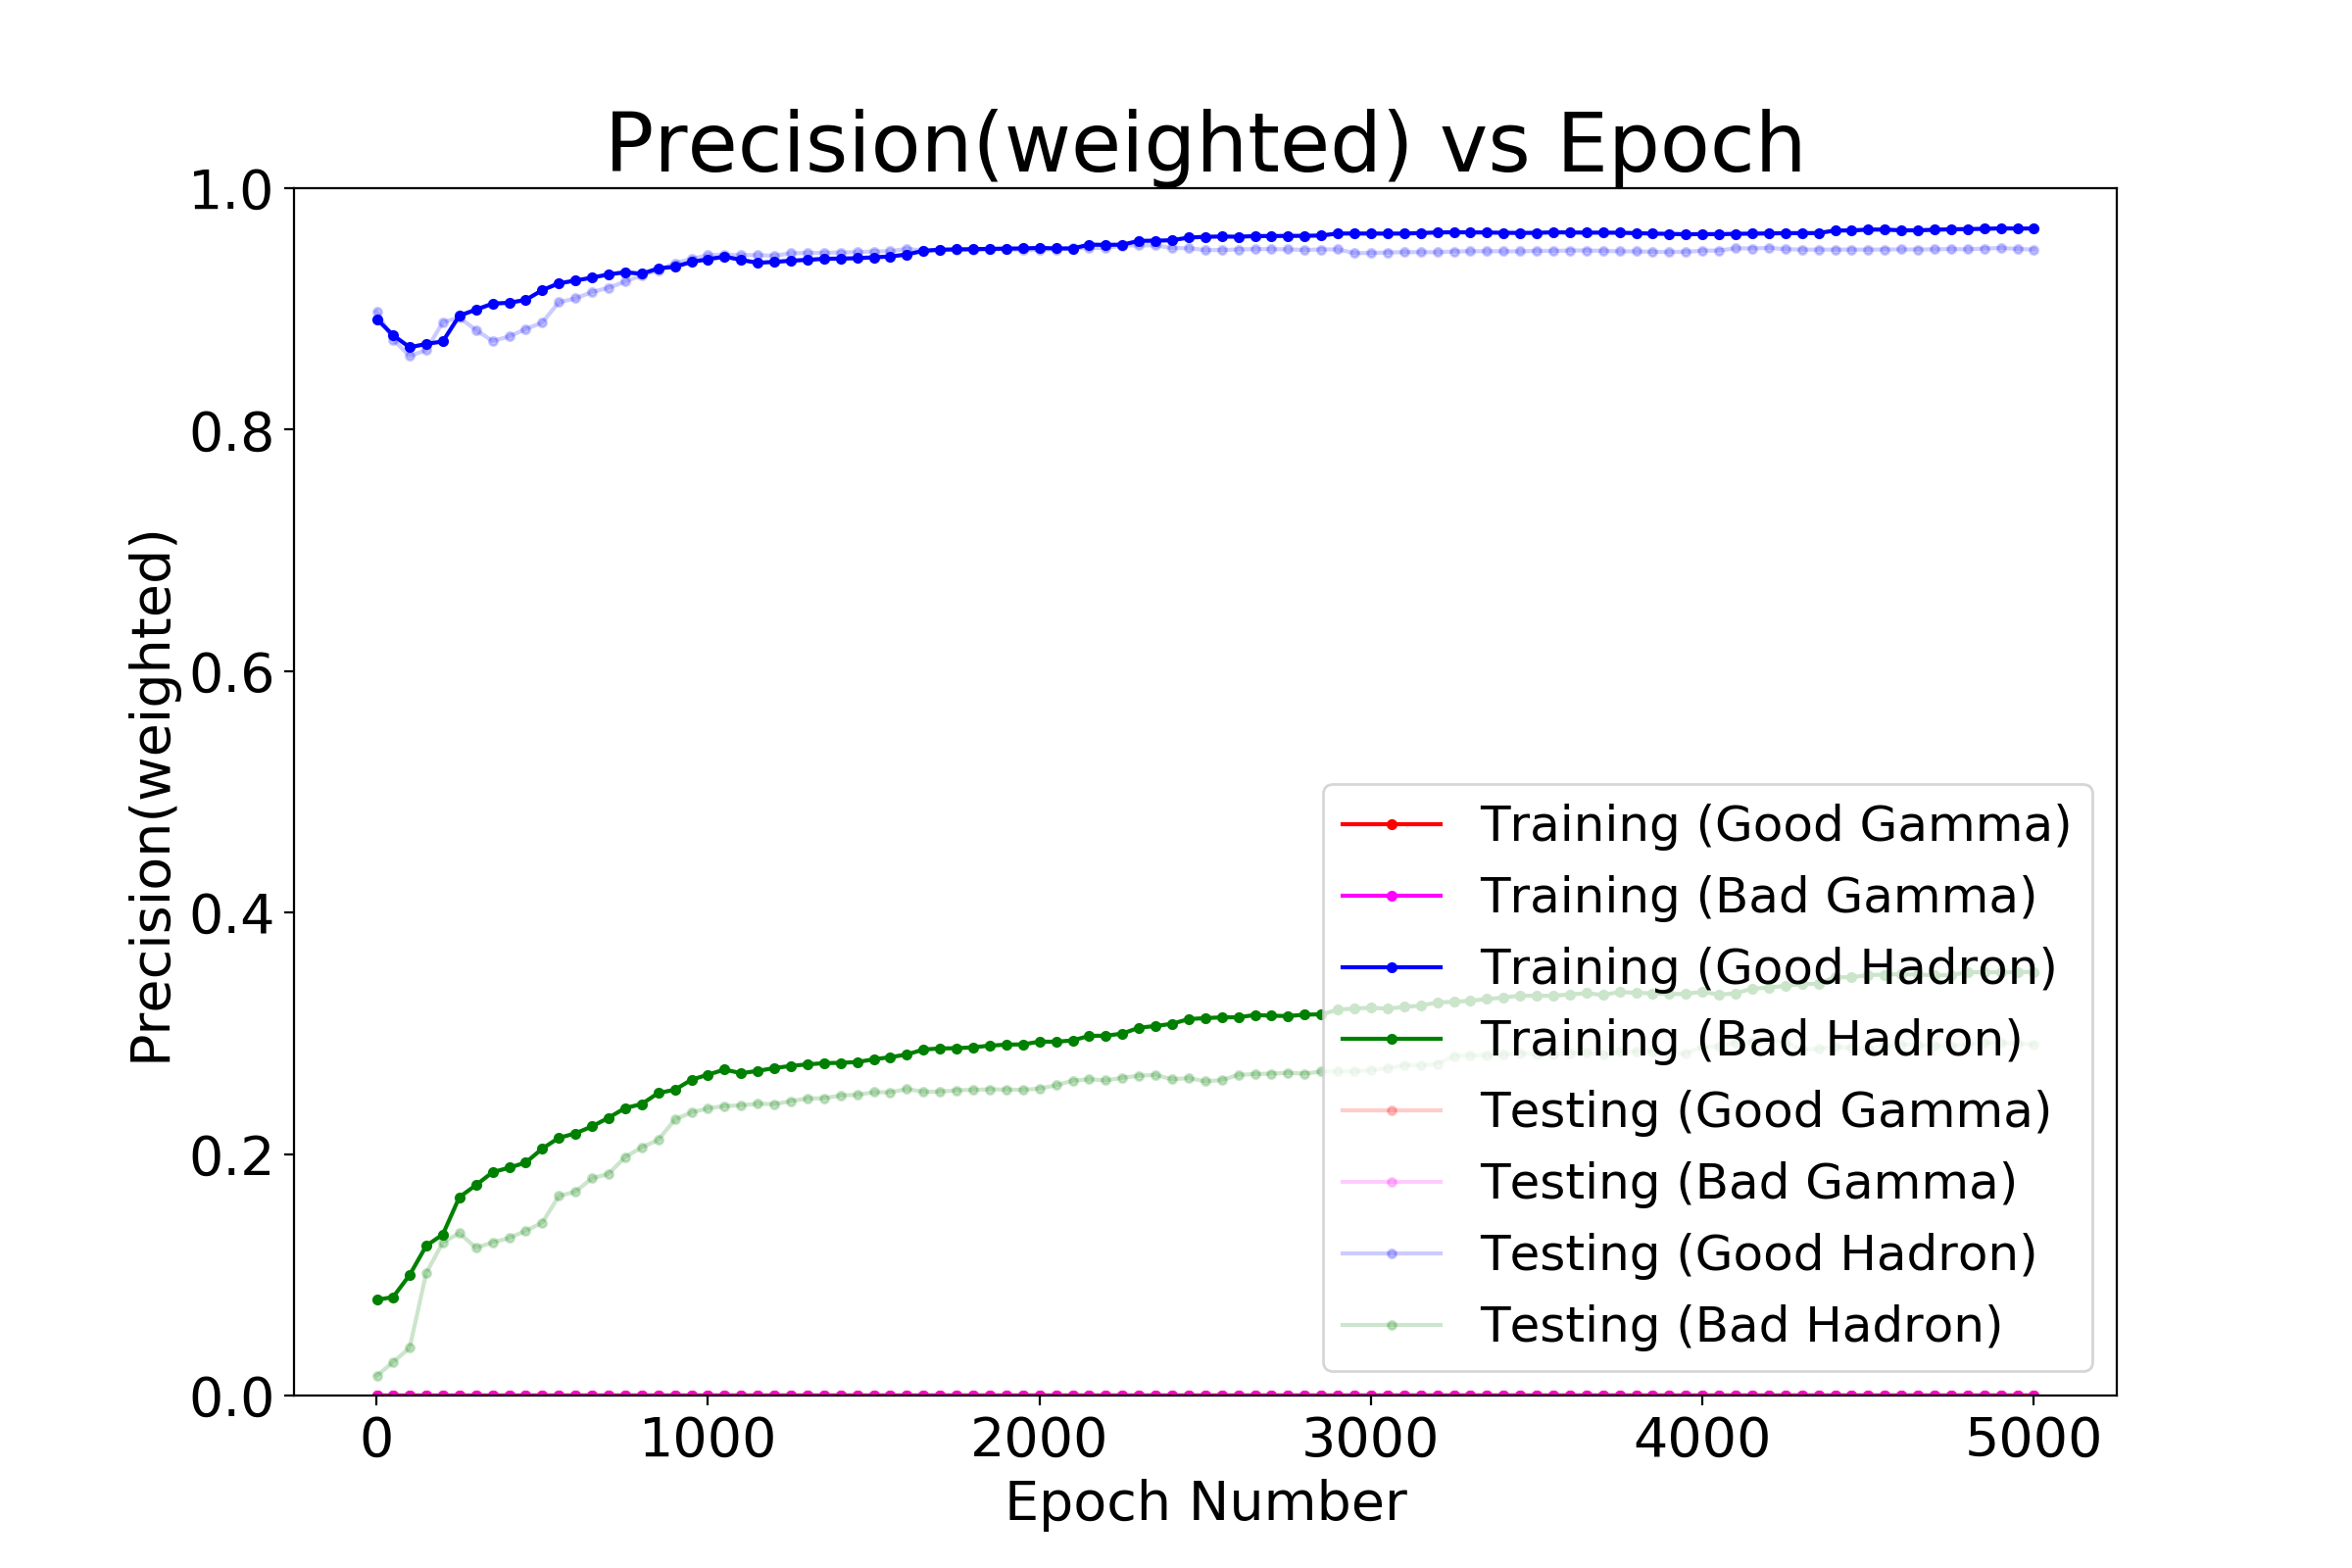 Precision(weighted) vs Epoch
Precision(weighted)
1.0
0.8
0.6
0.4
0.2
0.0
Training (Good Gamma)
Training (Bad Gamma)
Training (Good Hadron)
Training (Bad Hadron)
Testing (Good Gamma)
Testing (Bad Gamma)
Testing (Good Hadron)
Testing (Bad Hadron)
0 1000 2000 3000 4000 5000
Epoch Number